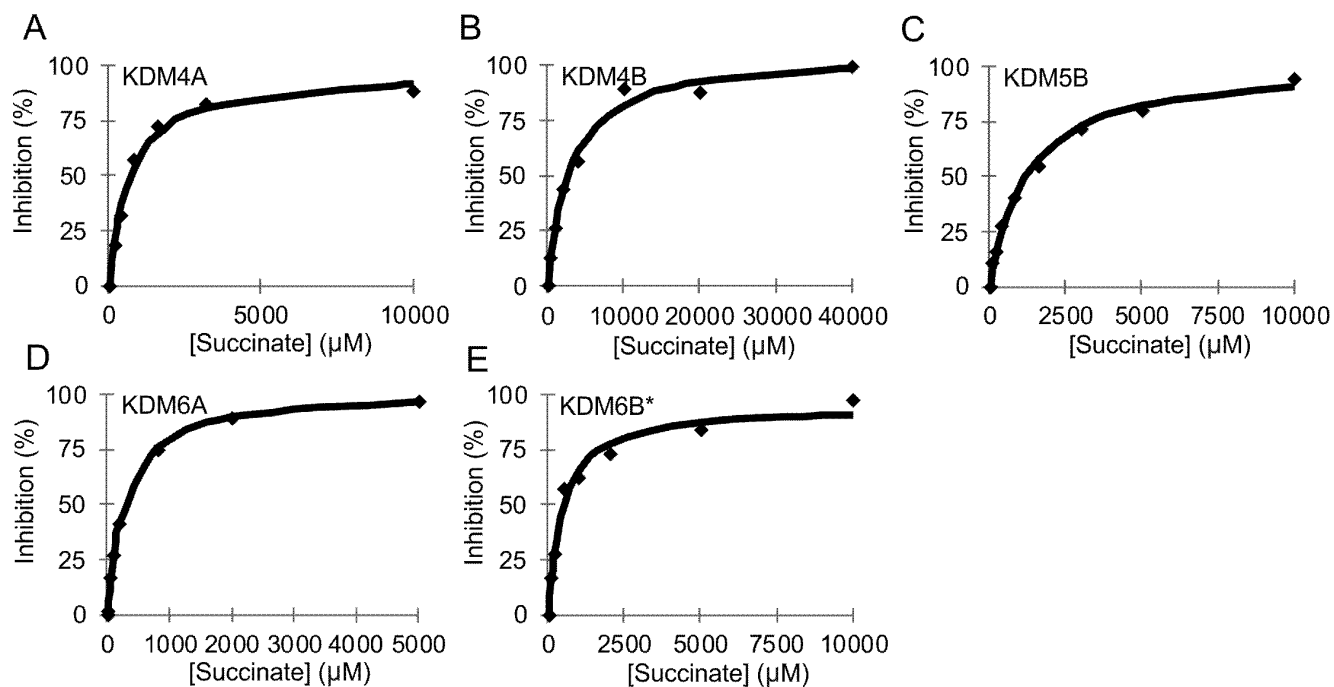 A
KDM4A
Inhibition (%)
100
75
50
25
0
0 5000 10000
[Succinate] (µM)
B
KDM4B
Inhibition (%)
100
75
50
25
0
0 10000 20000 30000 40000
[Succinate] (µM)
C
KDM5B
Inhibition (%)
100
75
50
25
0
0 2500 5000 7500 10000
[Succinate] (µM)
D
KDM6A
Inhibition (%)
100
75
50
25
0
0 1000 2000 3000 4000 5000
[Succinate] (µM)
E
KDM6B*
Inhibition (%)
100
75
50
25
0
0 2500 5000 7500 10000
[Succinate] (µM)